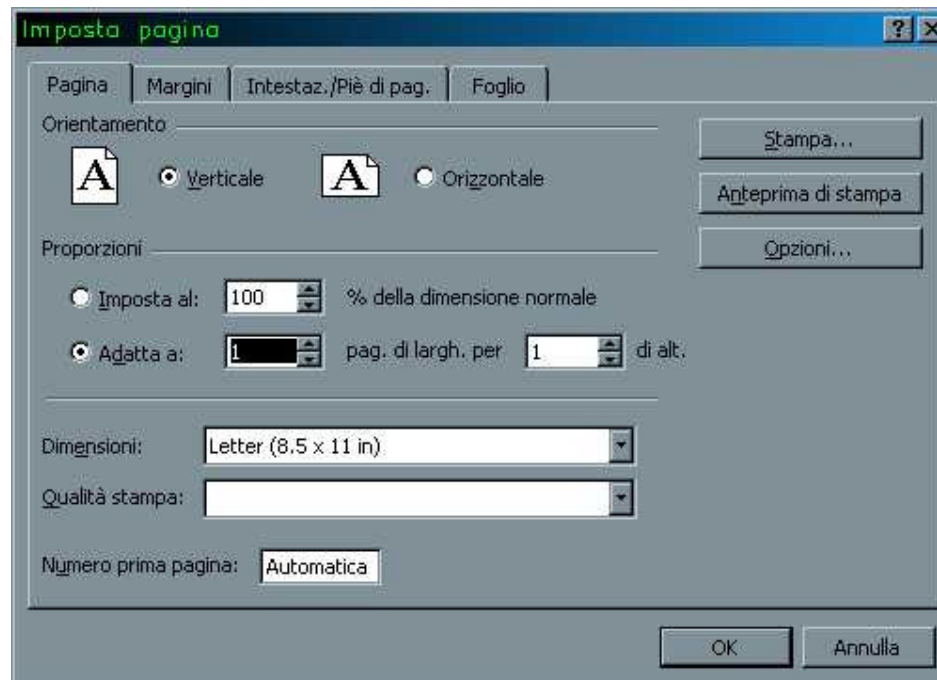 Imposta pagina
Pagina Margini Intestaz./Piè di pag. Foglio
Orientamento
A Verticale A Orizzontale
Stampa...
Anteprima di stampa
Opzioni...
Proporzioni
Imposta al: 100 % della dimensione normale
Adatta a: 1 pag. di largh. per 1 di alt.
Dimensioni: Letter (8.5 x 11 in)
Qualità stampa:
Numero prima pagina: Automatica
OK Annulla